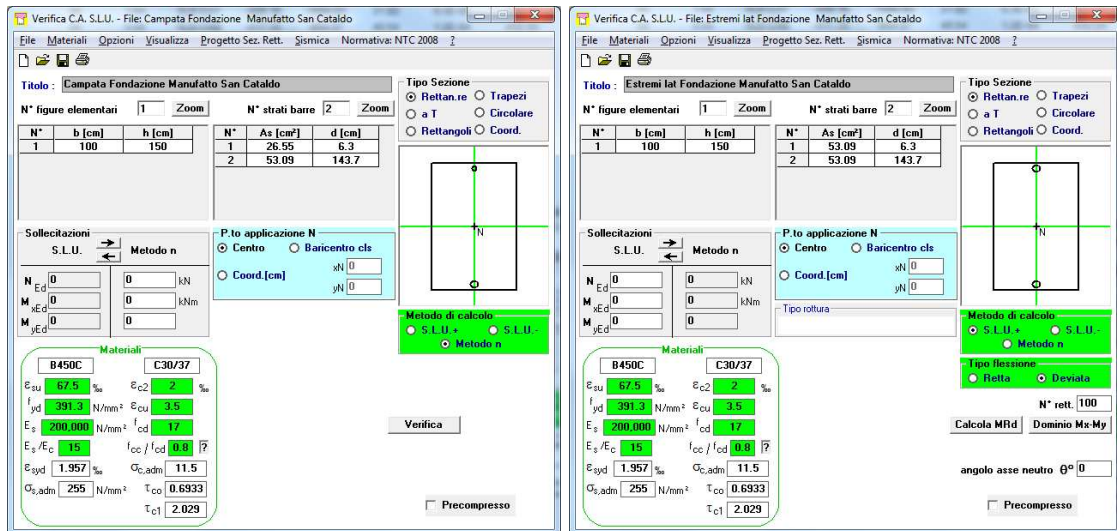 Verifica C.A. S.L.U. - File: Campata Fondazione Manufatto San Cataldo
File Materiali Opzioni Visualizza Progetto Sez. Rett. Sismica Normativa: NTC 2008 ?
Titolo : Campata Fondazione Manufatto San Cataldo
N° figure elementari 1 Zoom N° strati barre 2 Zoom
N° b [cm] h [cm]
1 100 150
N° As [cm²] d [cm]
1 26.55 6.3
2 53.09 143.7
Tipo Sezione
Rettan.re Trapezi
a T Circolare
Rettangoli Coord.
N
Sollecitazioni
S.L.U. Metodo n
N Ed 0 0 kN
M xEd 0 0 kNm
M yEd 0 0
P.to applicazione N
Centro Baricentro cls
Coord.[cm] xN 0
yN 0
Metodo di calcolo
S.L.U.+ S.L.U.-
Metodo n
Materiali
B450C C30/37
εsu 67.5 ‰ εc2 2 ‰
fyd 391.3 N/mm² εcu 3.5
Es 200,000 N/mm² fcd 17
Es/Ec 15 fcc / fcd 0.8 ?
εsyd 1.957 ‰ σc,adm 11.5
σs,adm 255 N/mm² τco 0.6933
τc1 2.029
Verifica
Precompresso
Verifica C.A. S.L.U. - File: Estremi lat Fondazione Manufatto San Cataldo
File Materiali Opzioni Visualizza Progetto Sez. Rett. Sismica Normativa: NTC 2008 ?
Titolo : Estremi lat Fondazione Manufatto San Cataldo
N° figure elementari 1 Zoom N° strati barre 2 Zoom
N° b [cm] h [cm]
1 100 150
N° As [cm²] d [cm]
1 53.09 6.3
2 53.09 143.7
Tipo Sezione
Rettan.re Trapezi
a T Circolare
Rettangoli Coord.
N
Sollecitazioni
S.L.U. Metodo n
N Ed 0 0 kN
M xEd 0 0 kNm
M yEd 0 0
P.to applicazione N
Centro Baricentro cls
Coord.[cm] xN 0
yN 0
Tipo rottura
Metodo di calcolo
S.L.U.+ S.L.U.-
Metodo n
Tipo flessione
Retta Deviata
Materiali
B450C C30/37
εsu 67.5 ‰ εc2 2 ‰
fyd 391.3 N/mm² εcu 3.5
Es 200,000 N/mm² fcd 17
Es/Ec 15 fcc / fcd 0.8 ?
εsyd 1.957 ‰ σc,adm 11.5
σs,adm 255 N/mm² τco 0.6933
τc1 2.029
N° rett. 100
Calcola MRd Dominio Mx-My
angolo asse neutro θ° 0
Precompresso